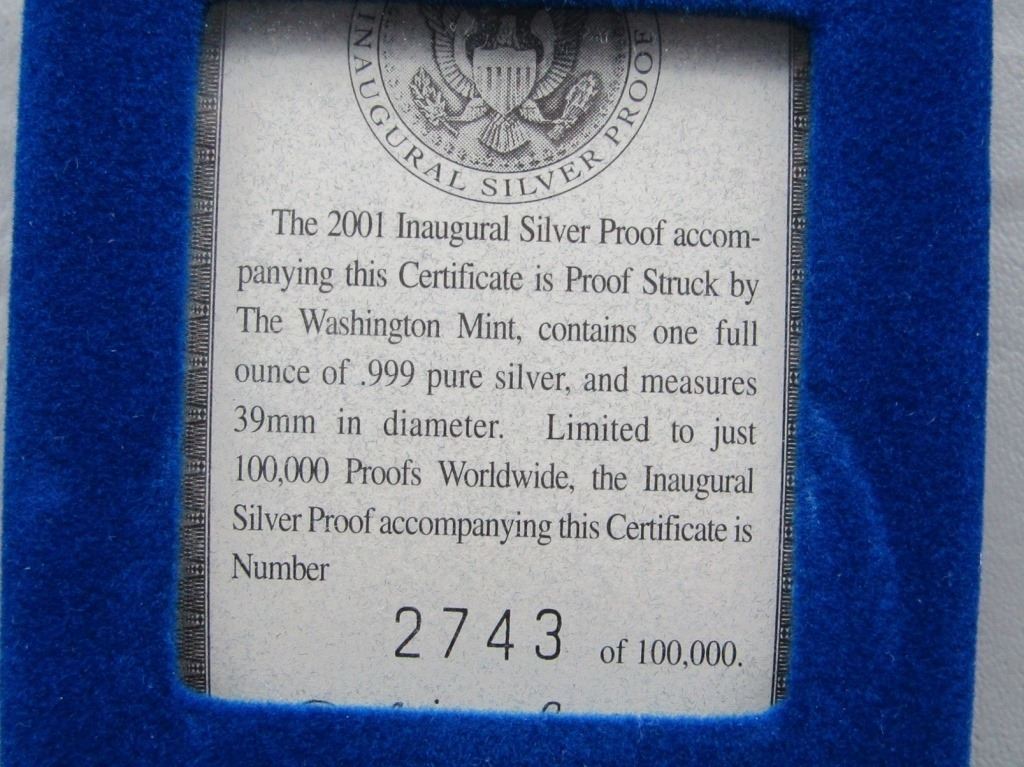 INAUGURAL SILVER PROOF
The 2001 Inaugural Silver Proof accom-
panying this Certificate is Proof Struck by
The Washington Mint, contains one full
ounce of .999 pure silver, and measures
39mm in diameter. Limited to just
100,000 Proofs Worldwide, the Inaugural
Silver Proof accompanying this Certificate is
Number
2743 of 100,000.